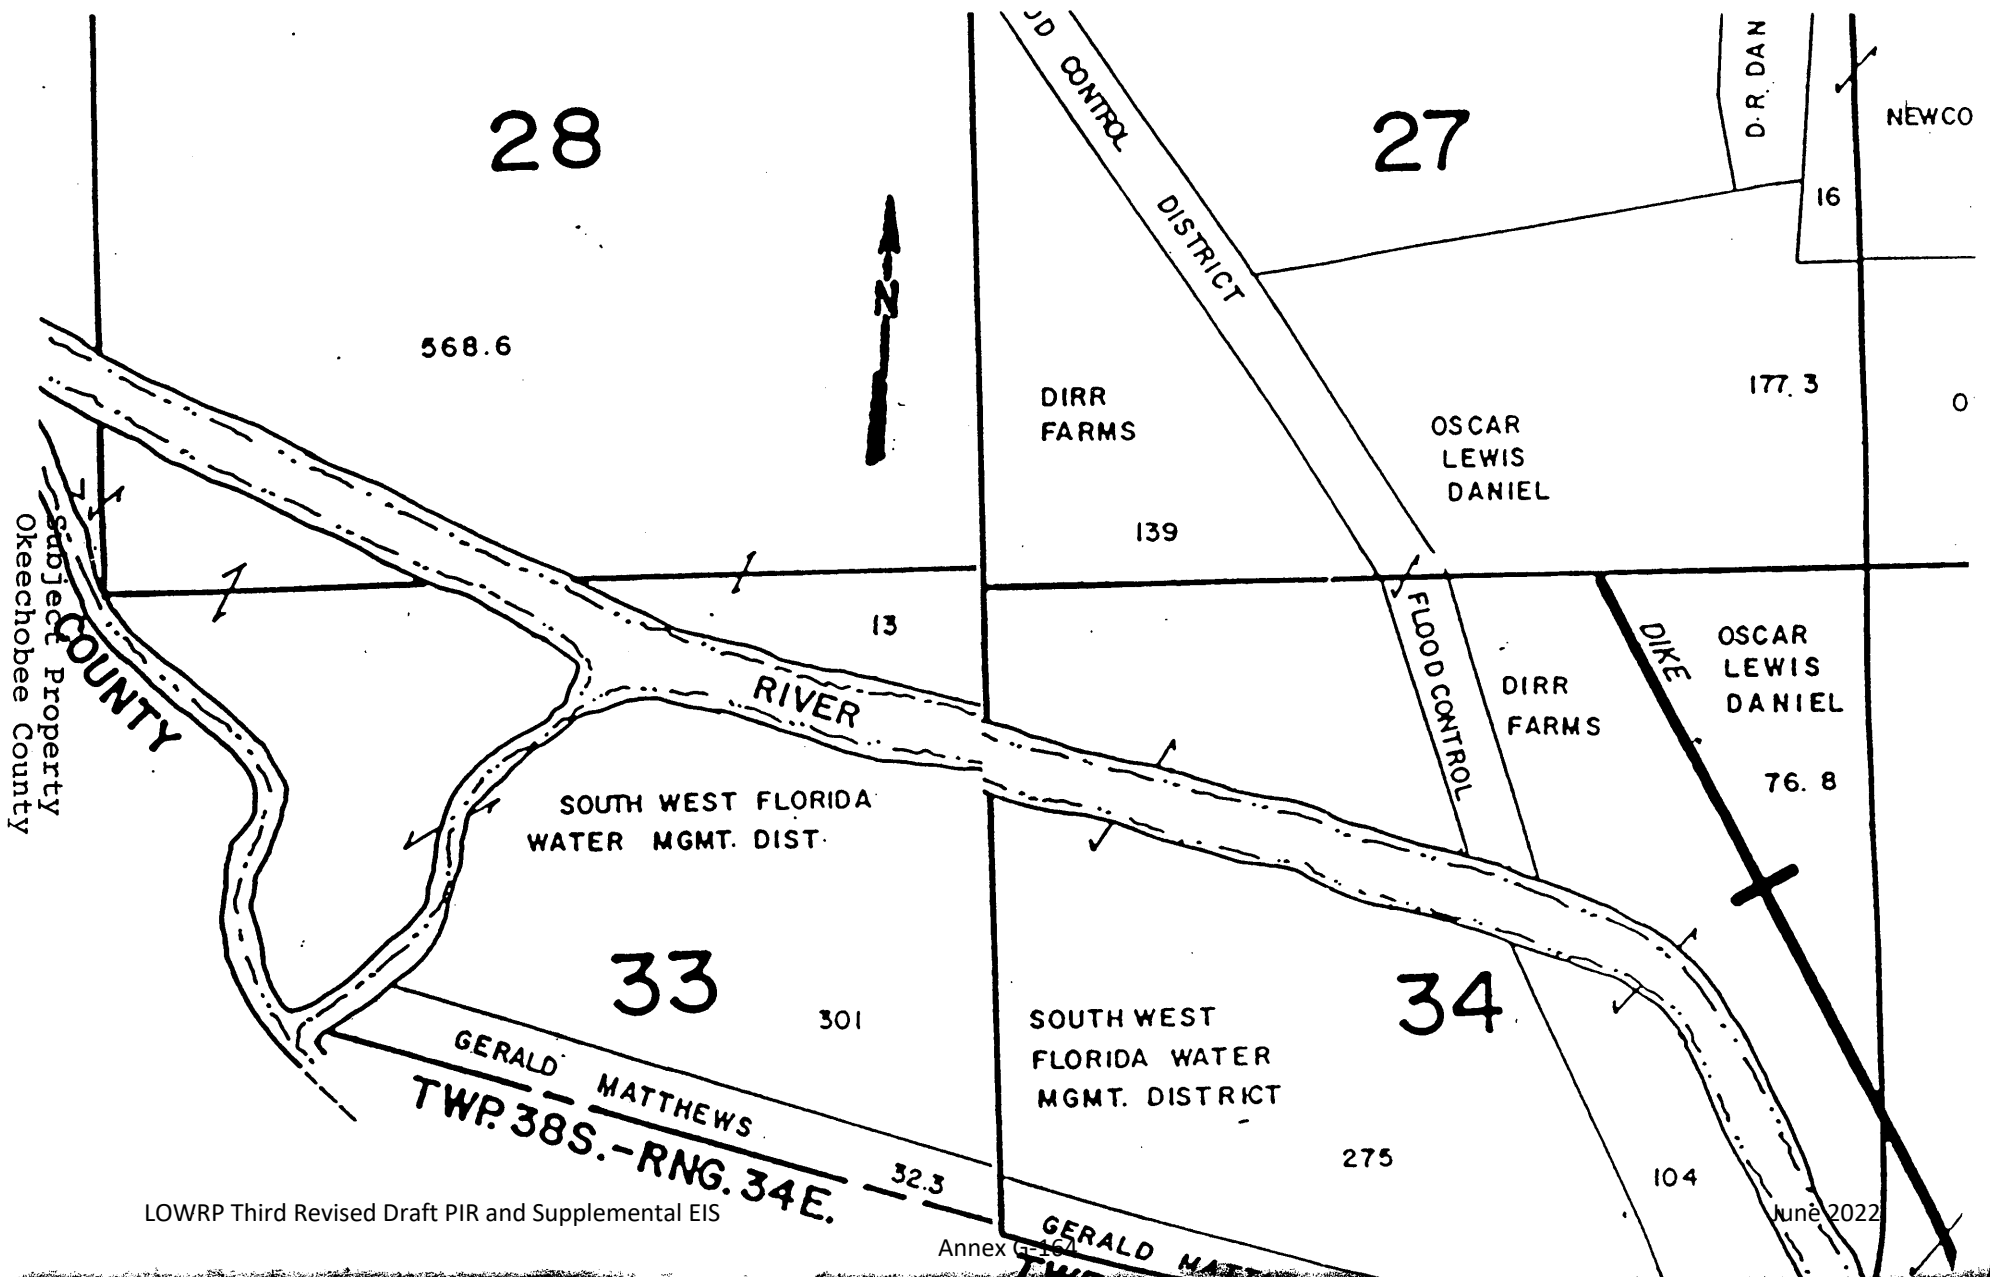 28
27
D.R. DAN
NEWCO
16
CONTROL
DISTRICT
568.6
N
DIRR
FARMS
139
OSCAR
LEWIS
DANIEL
177.3
O
Subject Property
Okeechobee County
COUNTY
13
RIVER
FLOOD CONTROL
DIRR
FARMS
DIKE
OSCAR
LEWIS
DANIEL
76.8
SOUTH WEST FLORIDA
WATER MGMT. DIST.
33
301
34
SOUTH WEST
FLORIDA WATER
MGMT. DISTRICT
275
104
GERALD MATTHEWS
32.3
TWP. 38S.-RNG. 34E.
GERALD
LOWRP Third Revised Draft PIR and Supplemental EIS
June 2022
Annex G-164